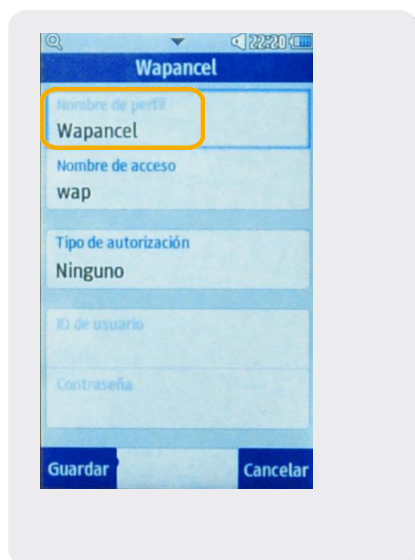 22:20
Wapancel
Nombre de perfil
Wapancel
Nombre de acceso
wap
Tipo de autorización
Ninguno
ID de usuario
Contraseña
Guardar
Cancelar